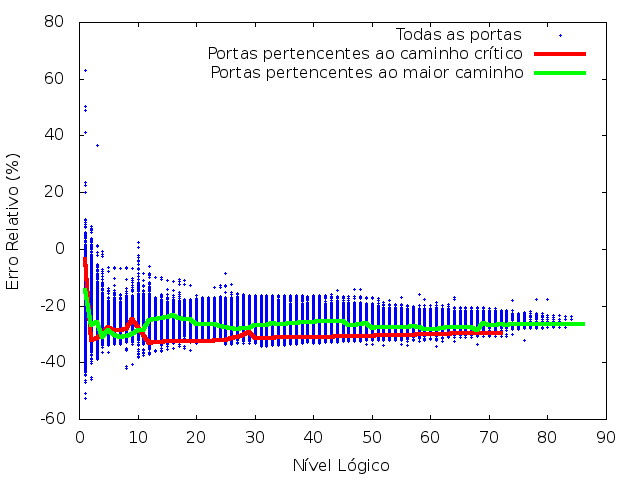 80
60
40
20
0
-20
-40
-60
0 10 20 30 40 50 60 70 80 90
Erro Relativo (%)
Nível Lógico
Todas as portas
Portas pertencentes ao caminho crítico
Portas pertencentes ao maior caminho